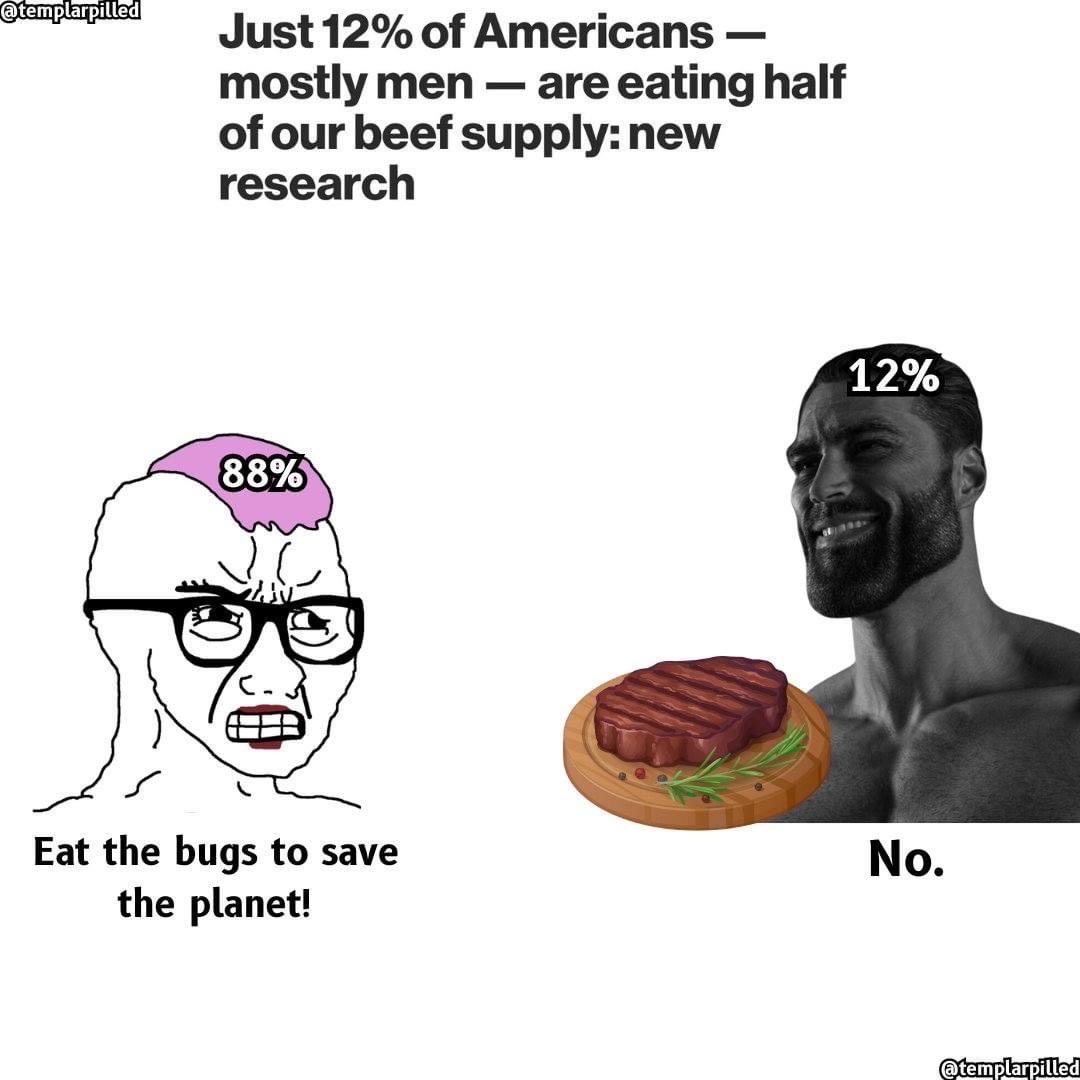 @templarpilled
Just 12% of Americans —
mostly men — are eating half
of our beef supply: new
research
12%
88%
Eat the bugs to save
the planet!
No.
@templarpilled